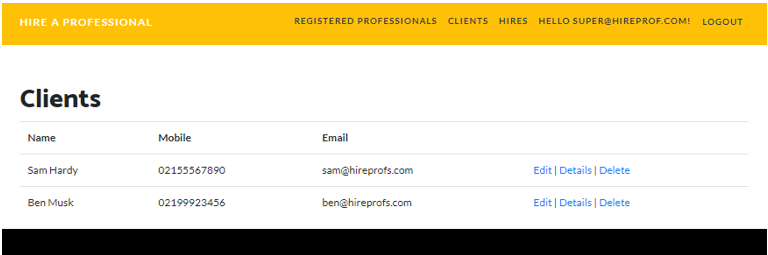 HIRE A PROFESSIONAL REGISTERED PROFESSIONALS CLIENTS HIRES HELLO SUPER@HIREPROF.COM! LOGOUT
Clients
Name Mobile Email
Sam Hardy 02155567890 sam@hireprofs.com Edit | Details | Delete
Ben Musk 02199923456 ben@hireprofs.com Edit | Details | Delete